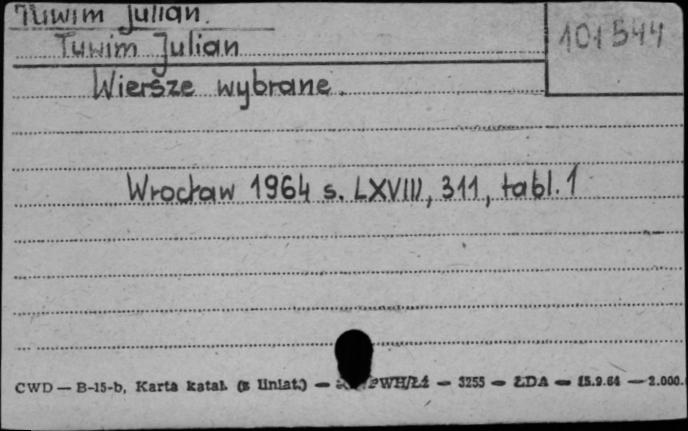 Tuwim Julian.
101544
Tuwim Julian
Wiersze wybrane.
Wrocław 1964 s. LXVIII, 311, tabl. 1
CWD — B-15-b, Karta katal. (z liniat.) — PWH/Łź — 3255 — ŁDA — 15.9.64 — 2.000.